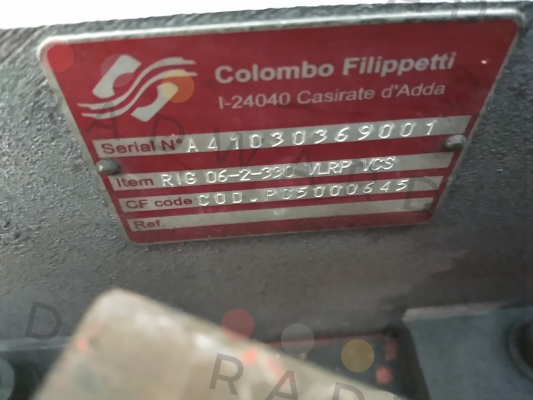 Colombo Filippetti
I-24040 Casirate d'Adda
Serial N° A41030369001
Item RIG 06-2-330 VLRP VCS
CF code COD.PC5000645
Ref.